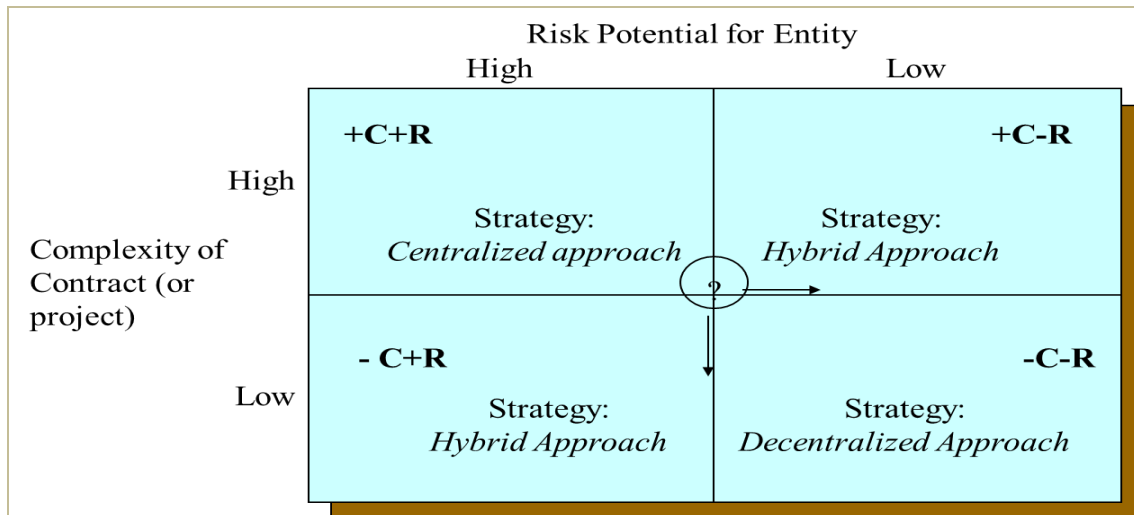 Risk Potential for Entity
High Low
+C+R +C-R
High
Strategy: Strategy:
Centralized approach Hybrid Approach
Complexity of
Contract (or
project)
?
- C+R -C-R
Low
Strategy: Strategy:
Hybrid Approach Decentralized Approach